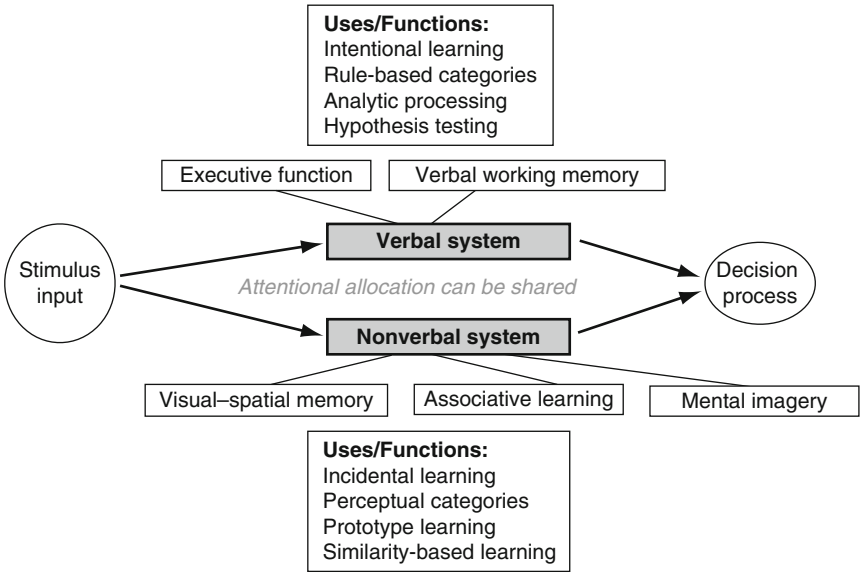 Uses/Functions:
Intentional learning
Rule-based categories
Analytic processing
Hypothesis testing
Executive function
Verbal working memory
Verbal system
Stimulus
input
Attentional allocation can be shared
Decision
process
Nonverbal system
Visual–spatial memory
Associative learning
Mental imagery
Uses/Functions:
Incidental learning
Perceptual categories
Prototype learning
Similarity-based learning